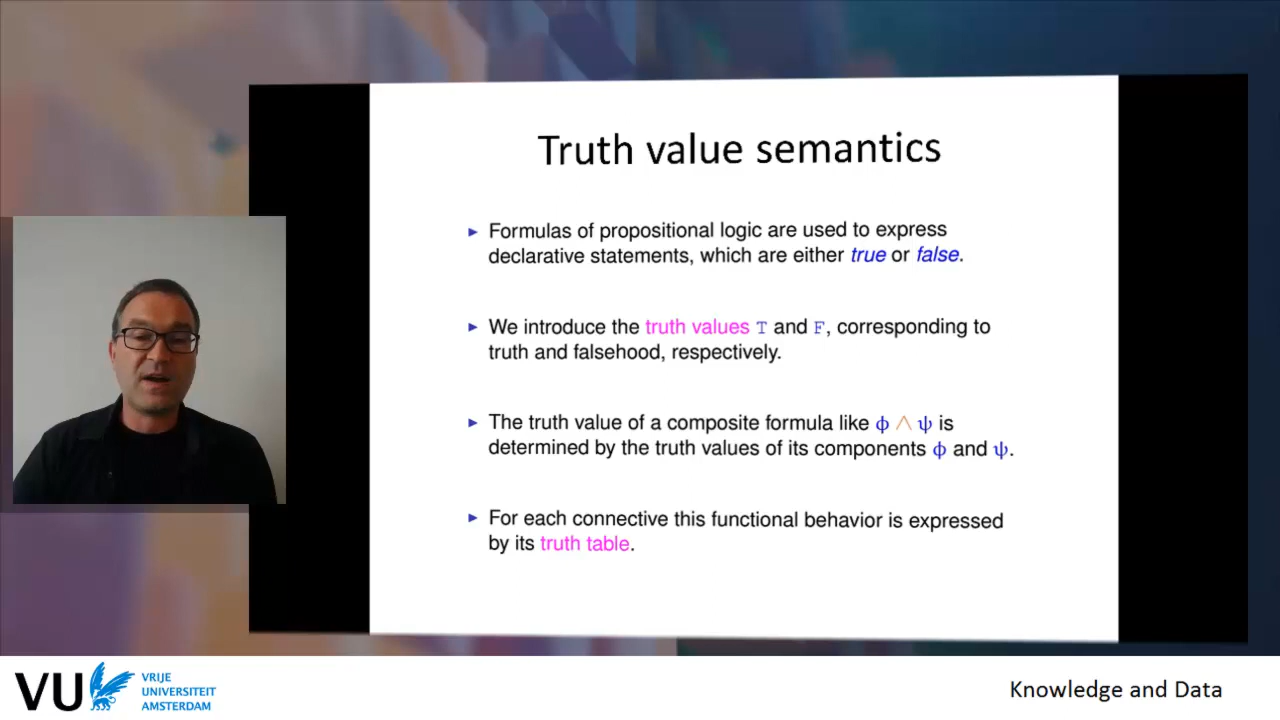 Truth value semantics
► Formulas of propositional logic are used to express
declarative statements, which are either true or false.
► We introduce the truth values T and F, corresponding to
truth and falsehood, respectively.
► The truth value of a composite formula like ϕ ∧ ψ is
determined by the truth values of its components ϕ and ψ.
► For each connective this functional behavior is expressed
by its truth table.
VU VRIJE
UNIVERSITEIT
AMSTERDAM
Knowledge and Data